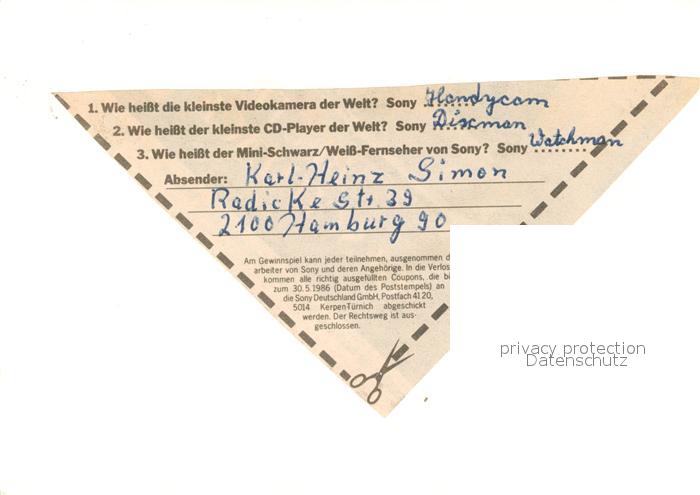 1. Wie heißt die kleinste Videokamera der Welt? Sony Handycam
2. Wie heißt der kleinste CD-Player der Welt? Sony Discman
3. Wie heißt der Mini-Schwarz/Weiß-Fernseher von Sony? Sony Watchman
Absender: Karl-Heinz Simon
Radicke Str. 39
2100 Hamburg 90
Am Gewinnspiel kann jeder teilnehmen, ausgenommen
arbeiter von Sony und deren Angehörige. In die Verlos
kommen alle richtig ausgefüllten Coupons, die bi
zum 30.5.1986 (Datum des Poststempels) an
die Sony Deutschland GmbH, Postfach 41 20,
5014 Kerpen-Türnich abgeschickt
werden. Der Rechtsweg ist aus-
geschlossen.
privacy protection
Datenschutz